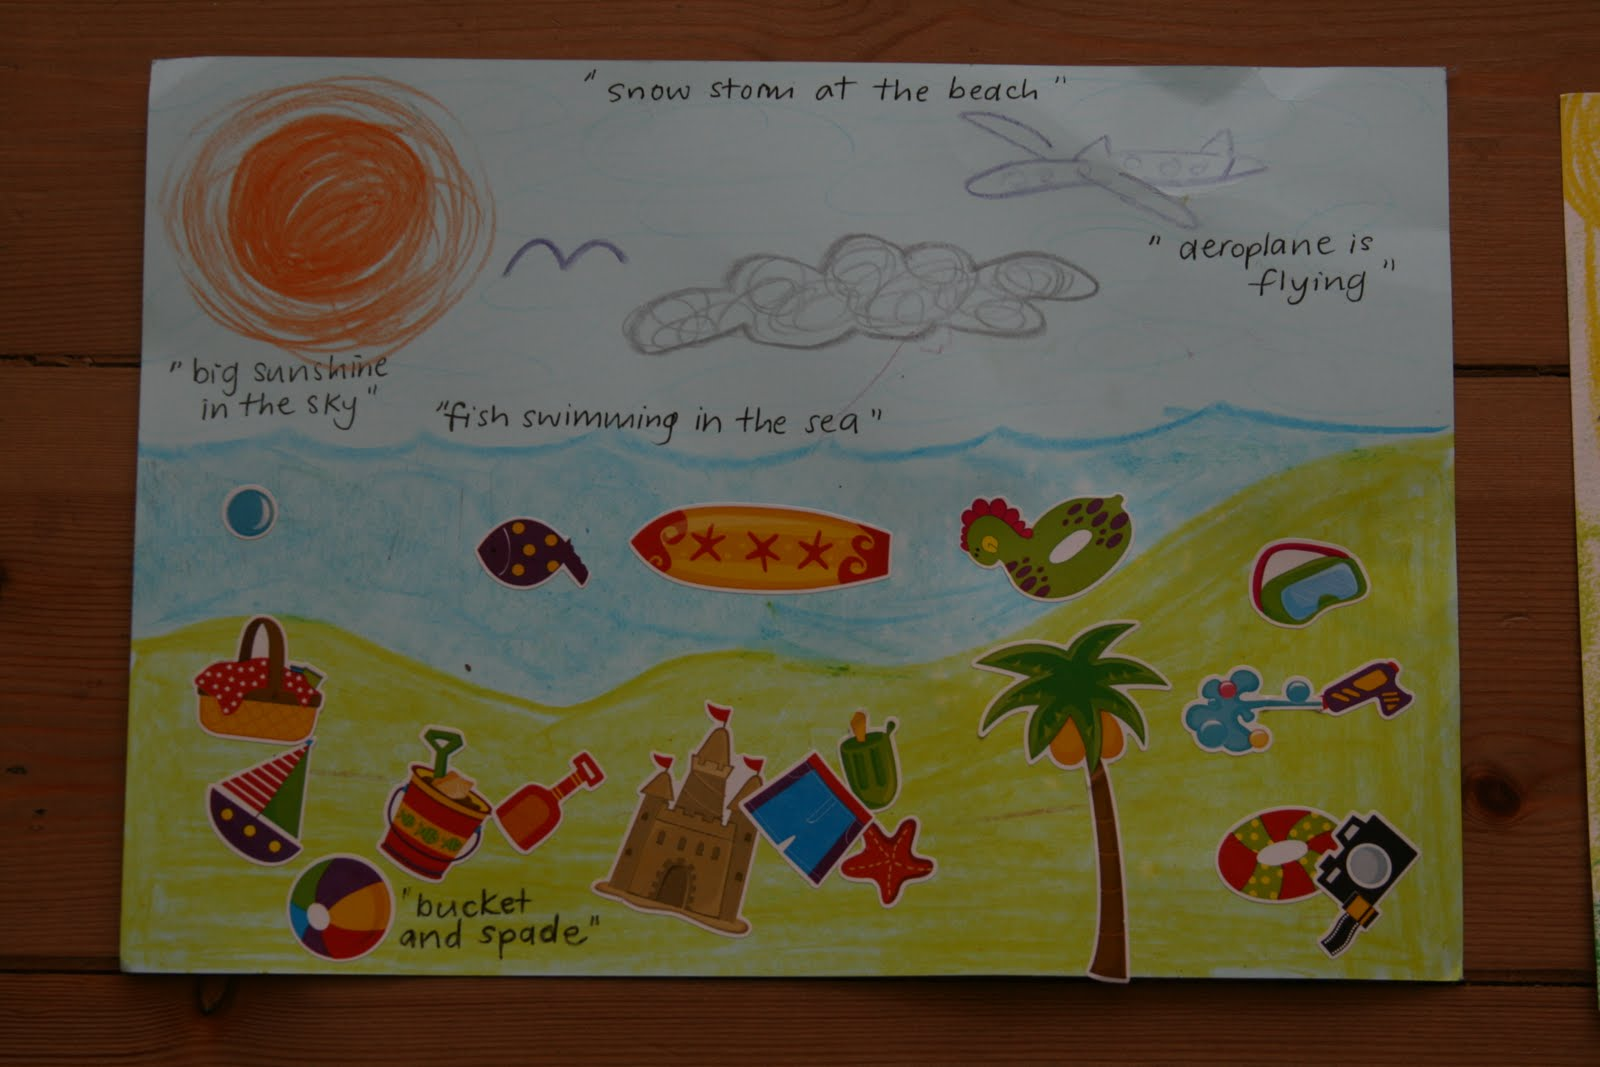 "snow storm at the beach"
"aeroplane is
flying"
"big sunshine
in the sky"
"fish swimming in the sea"
"bucket
and spade"